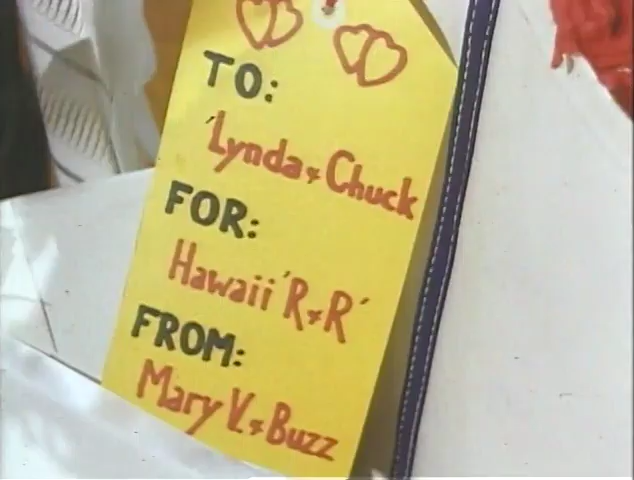 TO:
'Lynda & Chuck
FOR:
Hawaii 'R & R'
FROM:
Mary V. & Buzz